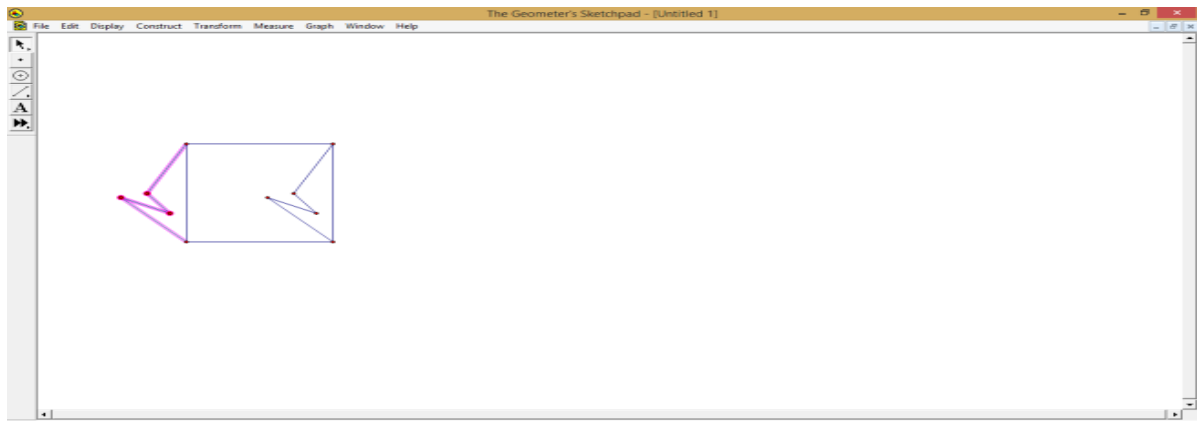 The Geometer's Sketchpad - [Untitled 1]
File Edit Display Construct Transform Measure Graph Window Help
A